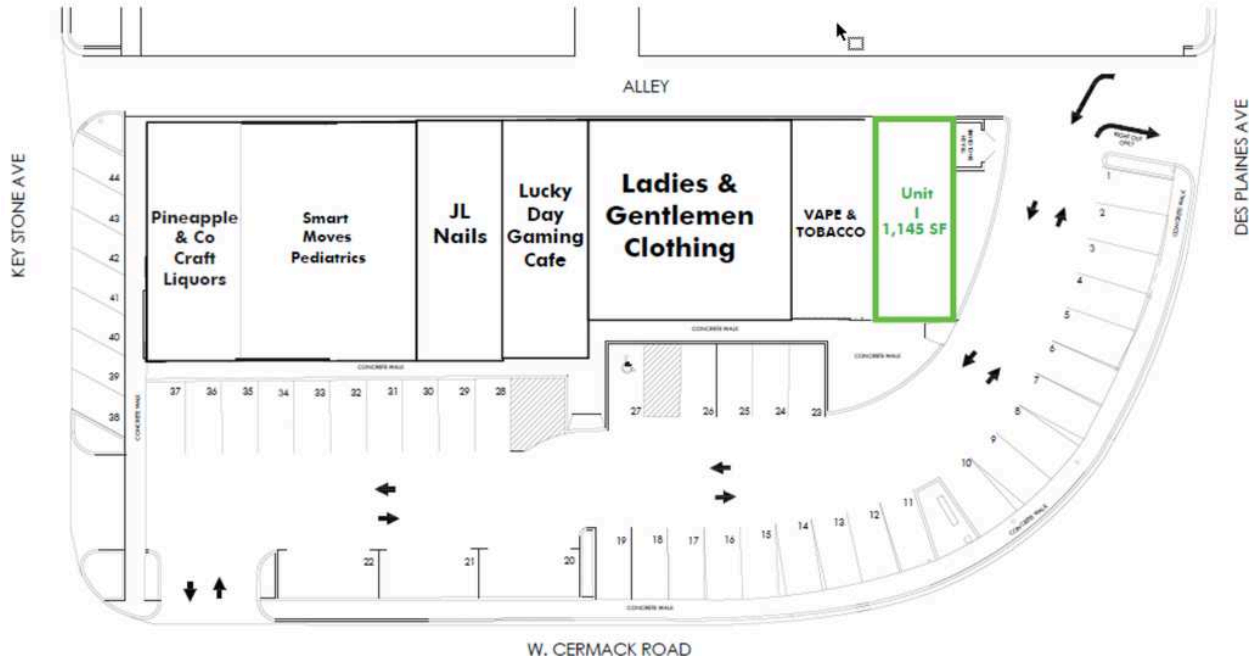 ALLEY
KEY STONE AVE
DES PLAINES AVE
RIGHT OUT
ONLY
TRASH
ENCLOSURE
Pineapple
& Co
Craft
Liquors
Smart
Moves
Pediatrics
JL
Nails
Lucky
Day
Gaming
Cafe
Ladies &
Gentlemen
Clothing
VAPE &
TOBACCO
Unit
I
1,145 SF
44
43
42
41
40
39
38
CONCRETE WALK
CONCRETE WALK
37
36
35
34
33
32
31
30
29
28
CONCRETE WALK
CONCRETE WALK
27
26
25
24
23
1
2
3
4
5
6
7
8
9
10
11
12
13
14
15
16
17
18
19
20
21
22
CONCRETE WALK
CONCRETE WALK
CONCRETE WALK
W. CERMACK ROAD